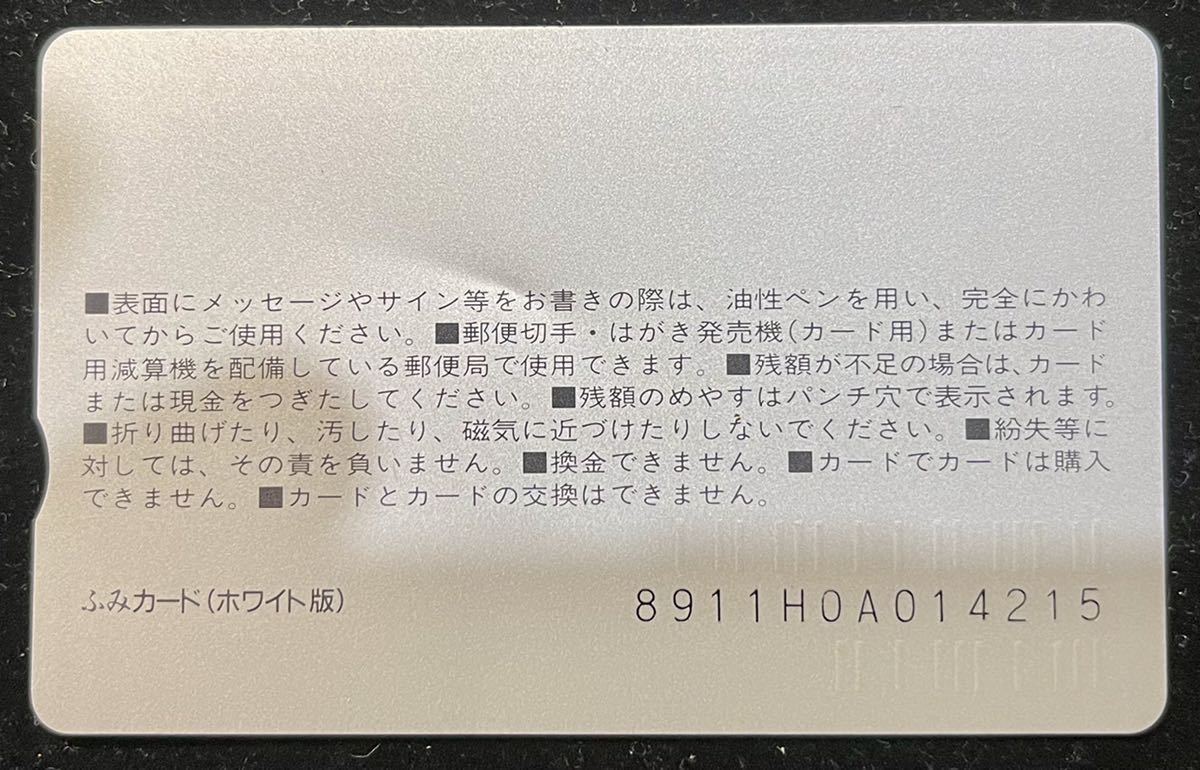 ■表面にメッセージやサイン等をお書きの際は、油性ペンを用い、完全にかわ
いてからご使用ください。■郵便切手・はがき発売機(カード用)またはカード
用減算機を配備している郵便局で使用できます。■残額が不足の場合は、カード
または現金をつぎたしてください。■残額のめやすはパンチ穴で表示されます。
■折り曲げたり、汚したり、磁気に近づけたりしないでください。■紛失等に
対しては、その責を負いません。■換金できません。■カードでカードは購入
できません。■カードとカードの交換はできません。
ふみカード(ホワイト版)
8911H0A014215